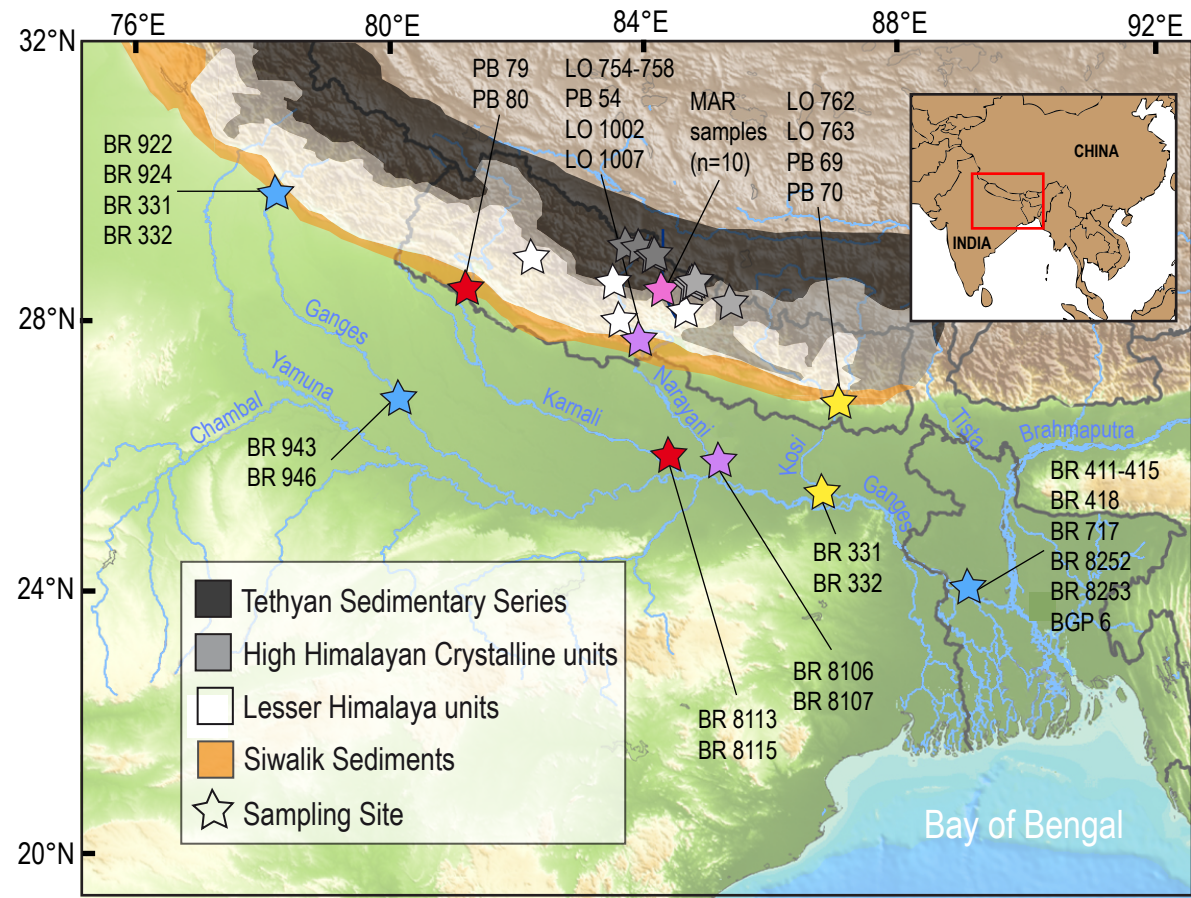 76°E
80°E
84°E
88°E
92°E
32°N
28°N
24°N
20°N
PB 79
PB 80
LO 754-758
PB 54
LO 1002
LO 1007
MAR
samples
(n=10)
LO 762
LO 763
PB 69
PB 70
CHINA
INDIA
BR 922
BR 924
BR 331
BR 332
Ganges
Yamuna
Chambal
Karnali
Narayani
Kosi
Ganges
Tista
Brahmaputra
BR 943
BR 946
BR 411-415
BR 418
BR 717
BR 8252
BR 8253
BGP 6
BR 331
BR 332
BR 8106
BR 8107
BR 8113
BR 8115
Tethyan Sedimentary Series
High Himalayan Crystalline units
Lesser Himalaya units
Siwalik Sediments
Sampling Site
Bay of Bengal